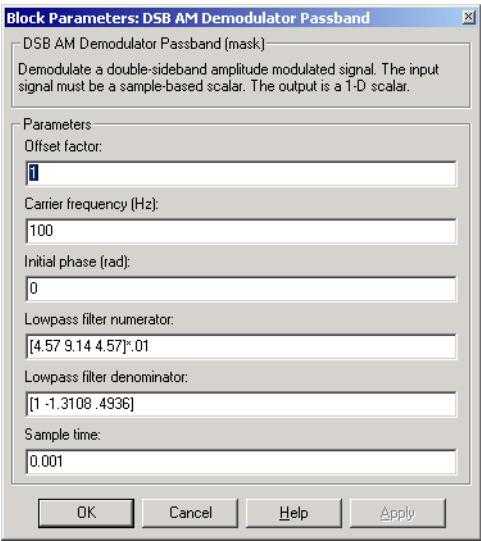 Block Parameters: DSB AM Demodulator Passband
DSB AM Demodulator Passband (mask)
Demodulate a double-sideband amplitude modulated signal. The input
signal must be a sample-based scalar. The output is a 1-D scalar.
Parameters
Offset factor:
1
Carrier frequency (Hz):
100
Initial phase (rad):
0
Lowpass filter numerator:
[4.57 9.14 4.57]*.01
Lowpass filter denominator:
[1 -1.3108 .4936]
Sample time:
0.001
OK Cancel Help Apply